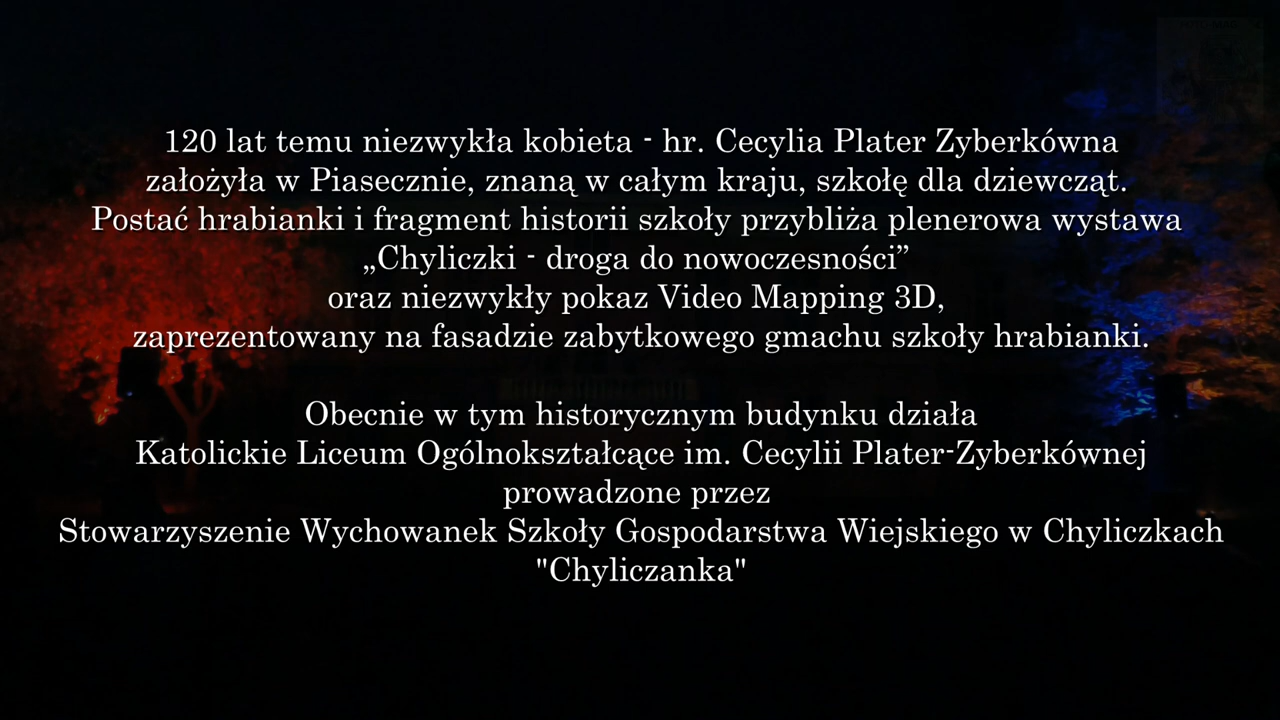 120 lat temu niezwykła kobieta - hr. Cecylia Plater Zyberkówna
założyła w Piasecznie, znaną w całym kraju, szkołę dla dziewcząt.
Postać hrabianki i fragment historii szkoły przybliża plenerowa wystawa
„Chyliczki - droga do nowoczesności”
oraz niezwykły pokaz Video Mapping 3D,
zaprezentowany na fasadzie zabytkowego gmachu szkoły hrabianki.
Obecnie w tym historycznym budynku działa
Katolickie Liceum Ogólnokształcące im. Cecylii Plater-Zyberkównej
prowadzone przez
Stowarzyszenie Wychowanek Szkoły Gospodarstwa Wiejskiego w Chyliczkach
"Chyliczanka"